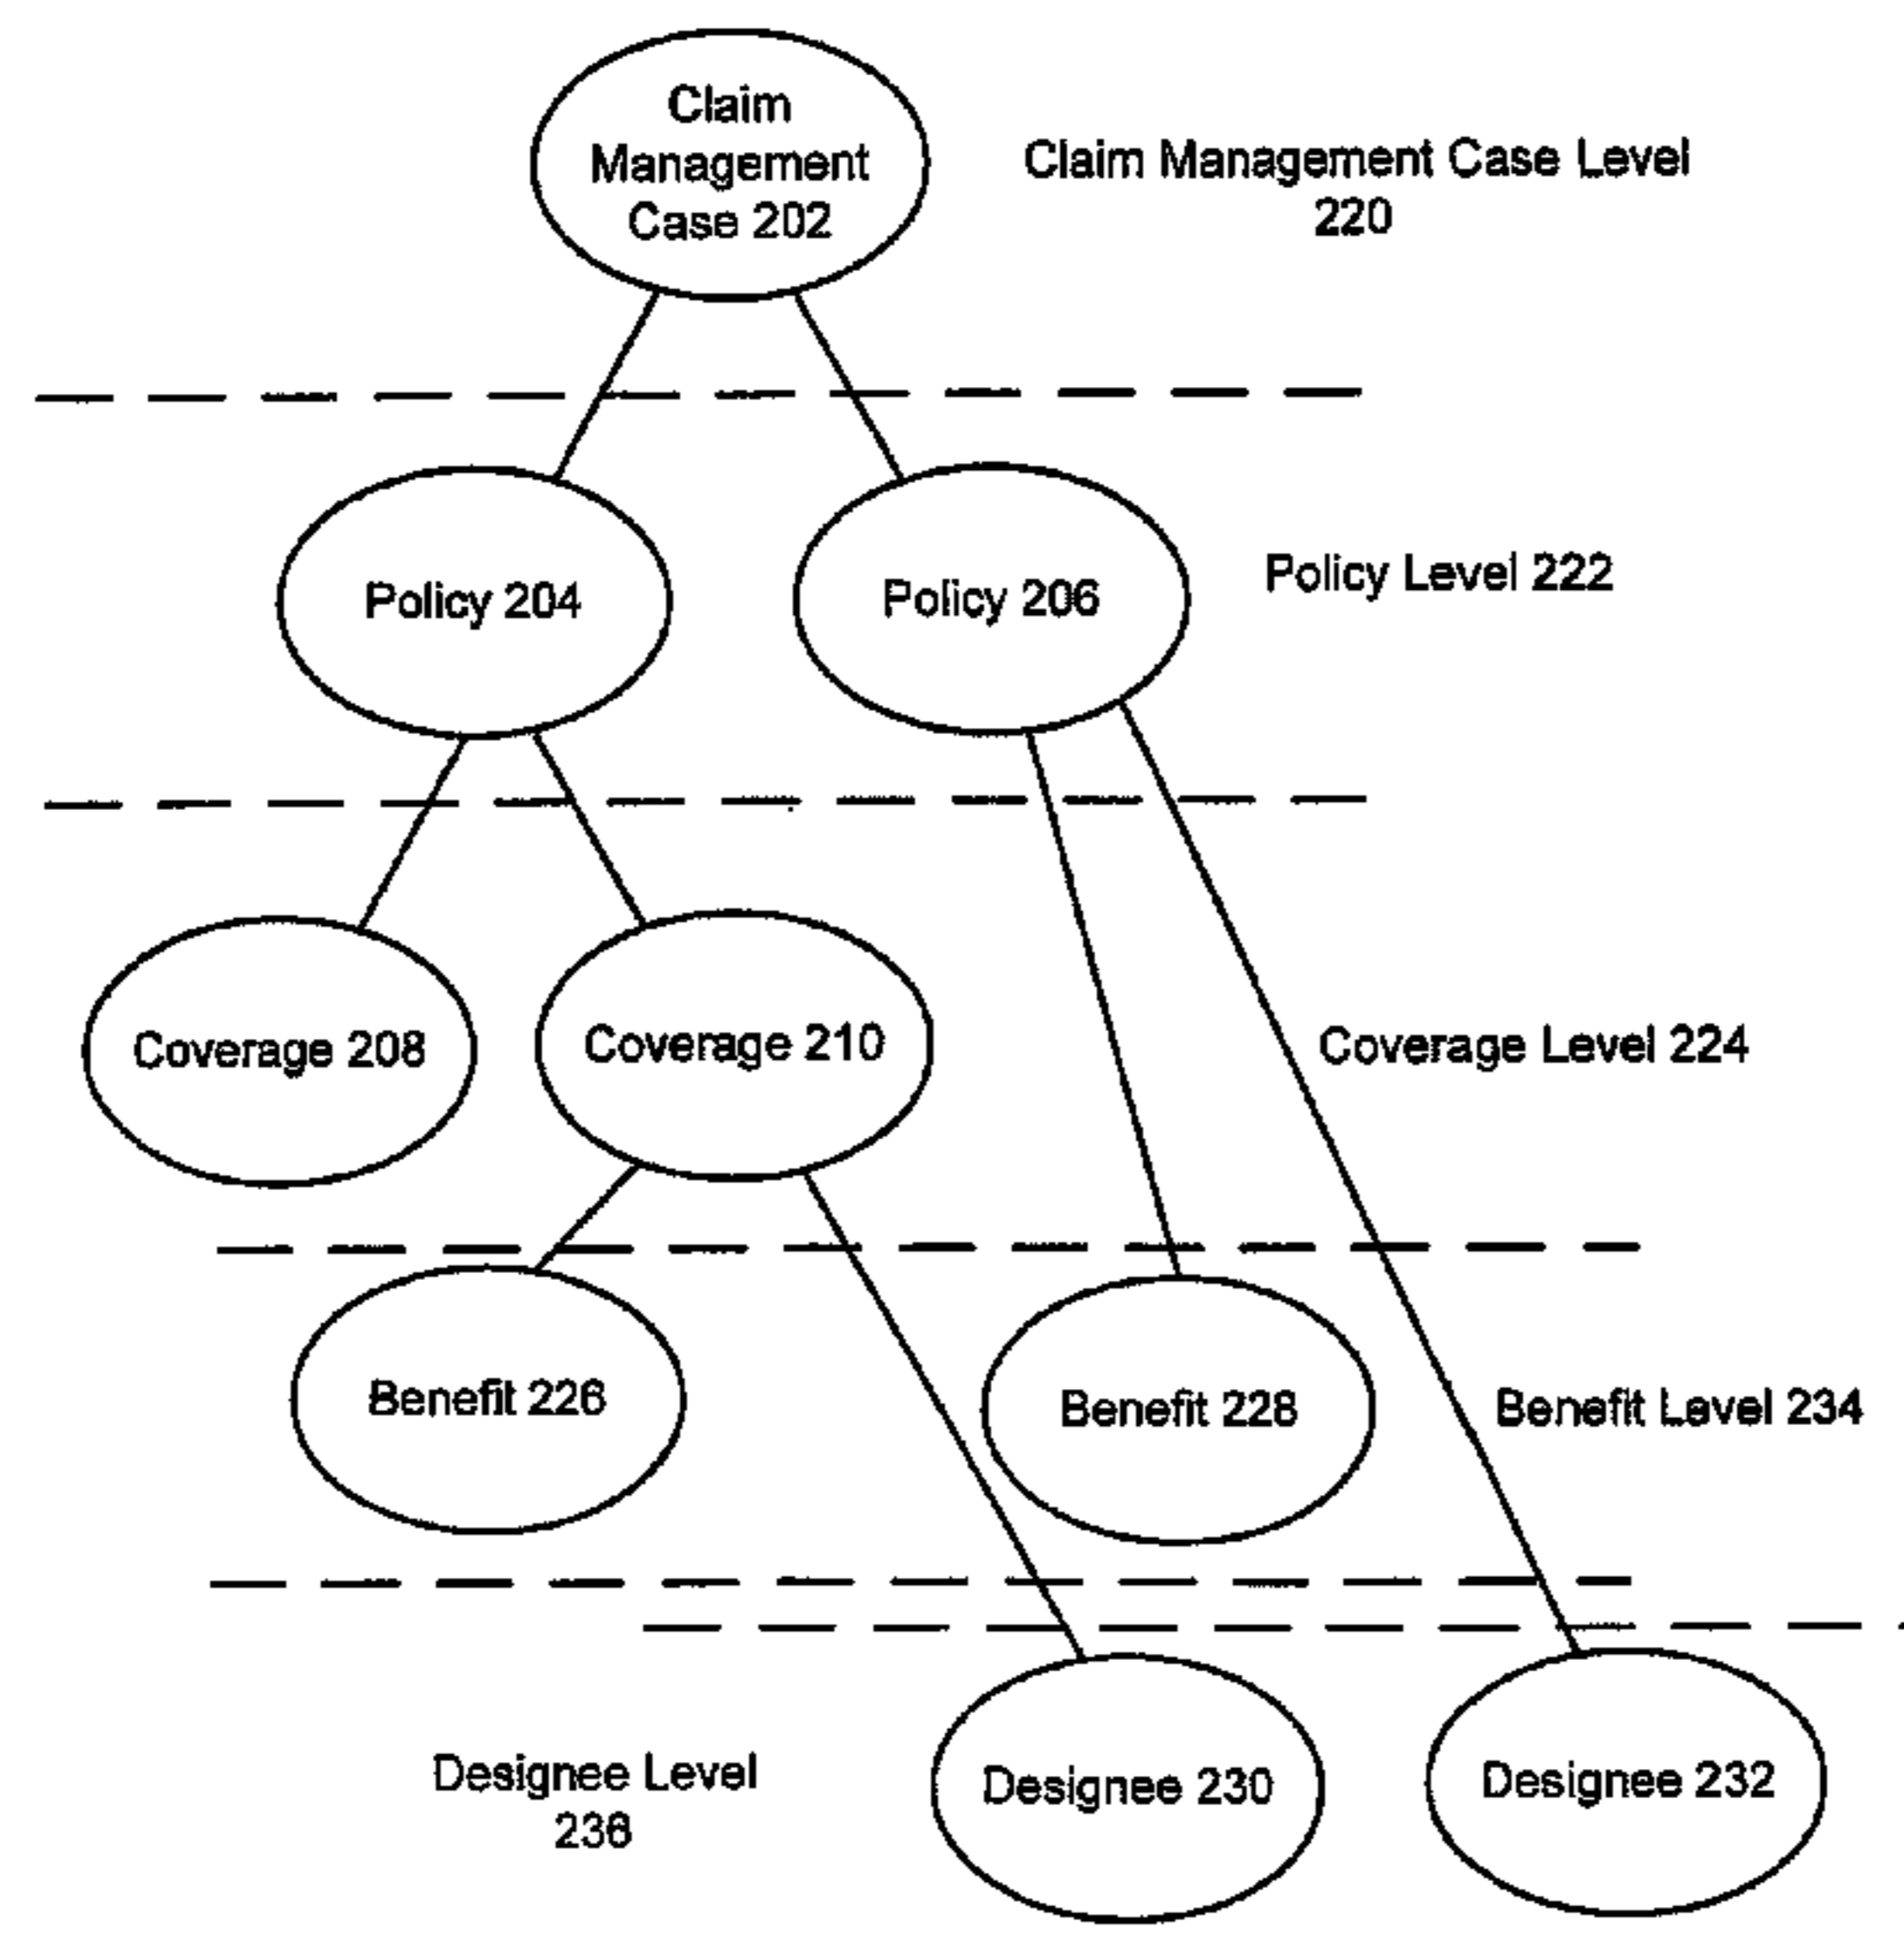 Claim
Management
Case 202
Claim Management Case Level
220
Policy 204
Policy 206
Policy Level 222
Coverage 208
Coverage 210
Coverage Level 224
Benefit 226
Benefit 228
Benefit Level 234
Designee Level
236
Designee 230
Designee 232